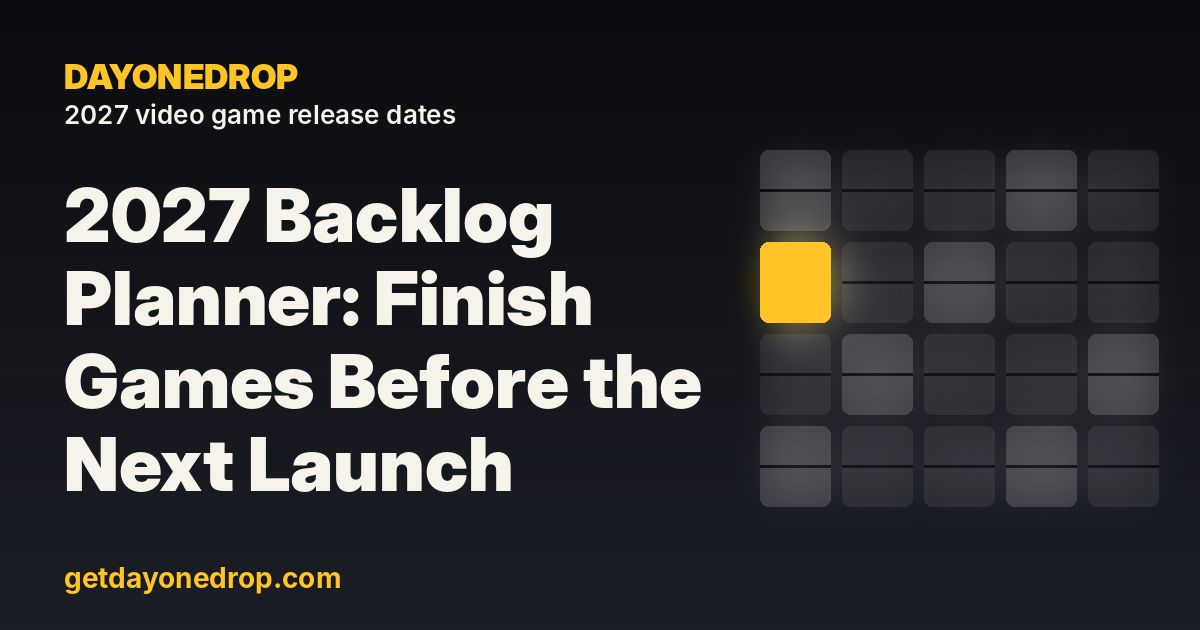 DAYONEDROP
2027 video game release dates
2027 Backlog
Planner: Finish
Games Before the
Next Launch
getdayonedrop.com